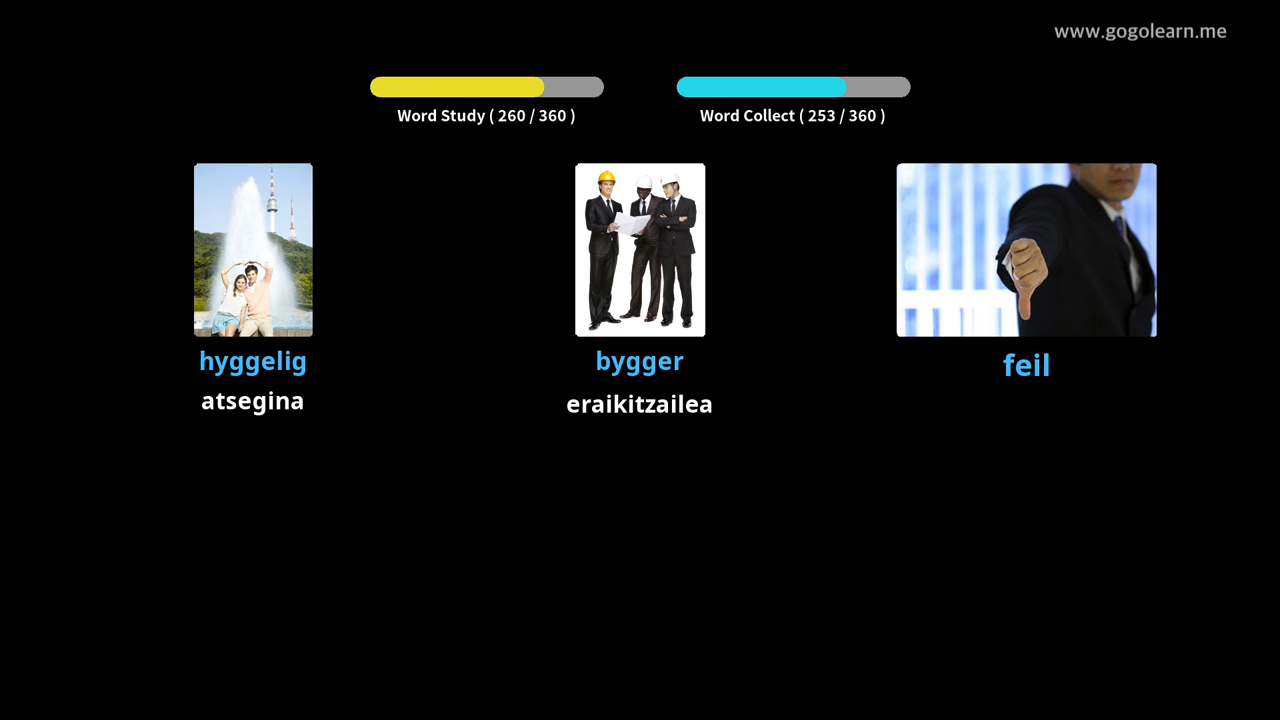 www.gogolearn.me
Word Study ( 260 / 360 )
Word Collect ( 253 / 360 )
hyggelig
bygger
feil
atsegina
eraikitzailea